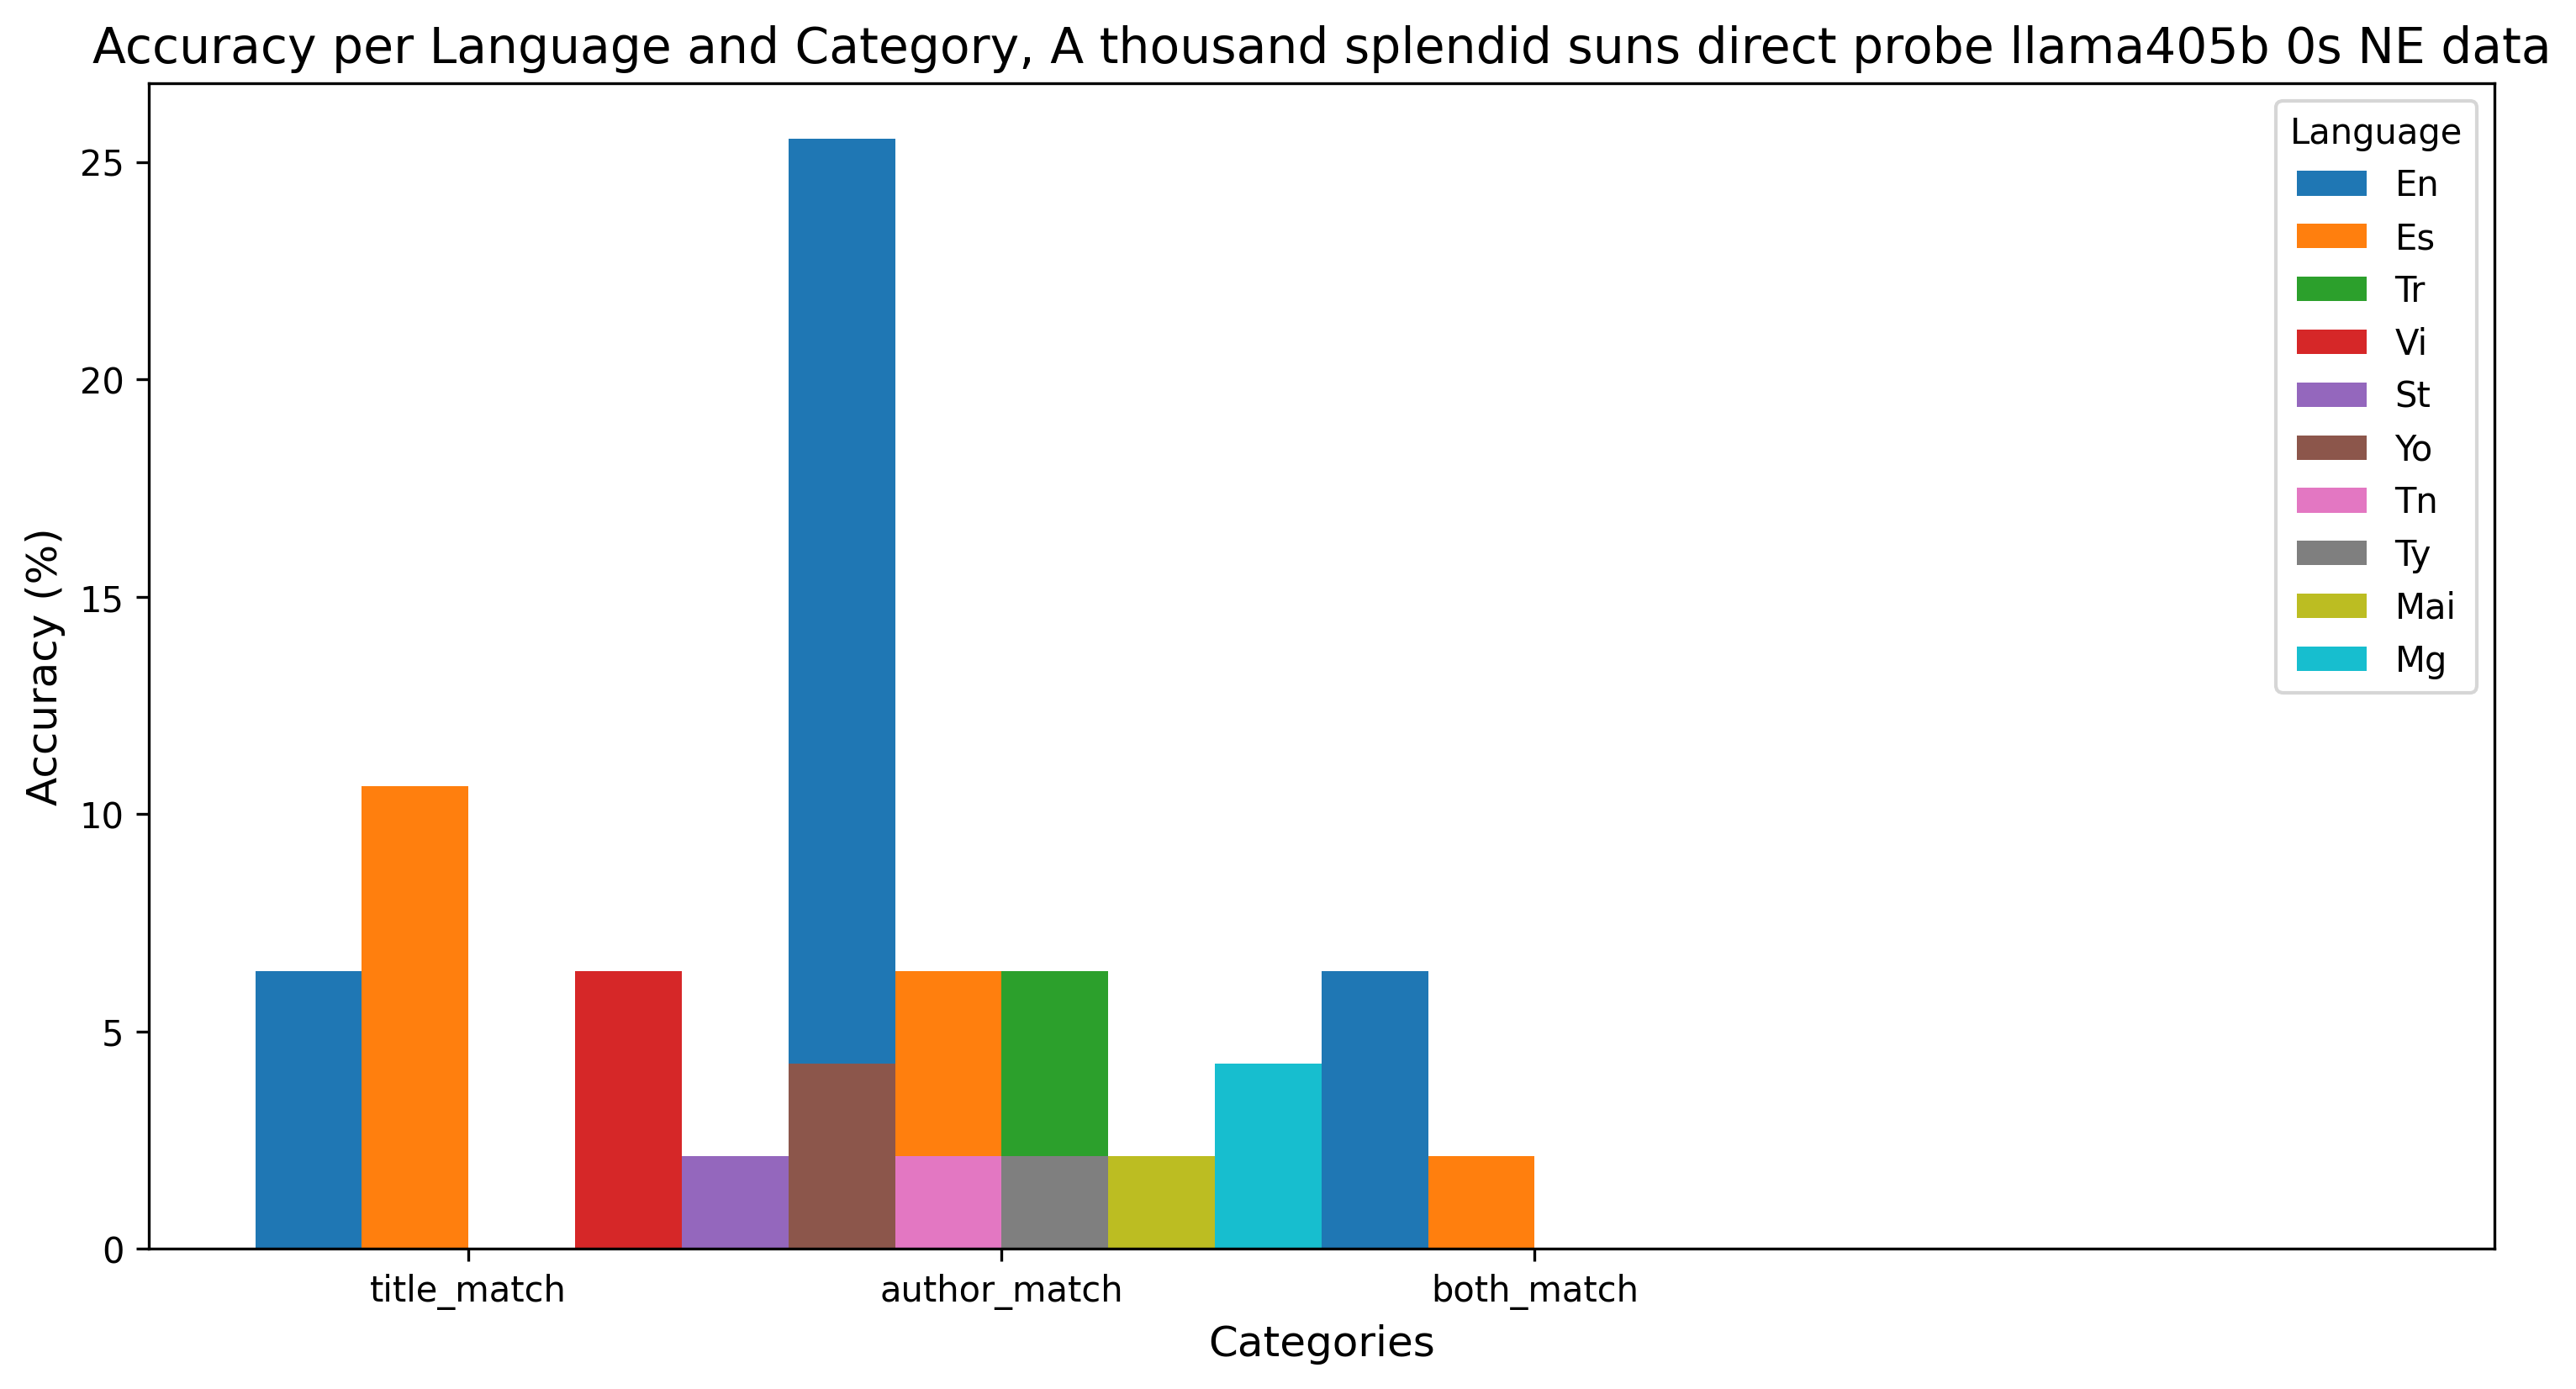 Accuracy per Language and Category, A thousand splendid suns direct probe llama405b 0s NE data
Accuracy (%)
25
20
15
10
5
0
title_match
author_match
both_match
Categories
Language
En
Es
Tr
Vi
St
Yo
Tn
Ty
Mai
Mg